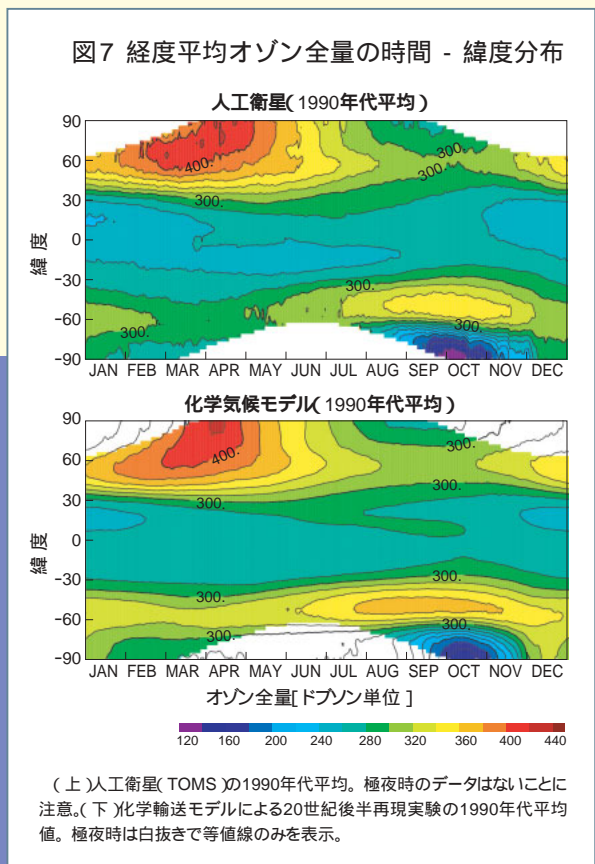 図7 経度平均オゾン全量の時間 - 緯度分布
人工衛星(1990年代平均)
90
60
30
0
-30
-60
-90
緯度
400.
300.
300.
300.
300.
300.
300.
JAN FEB MAR APR MAY JUN JUL AUG SEP OCT NOV DEC
化学気候モデル(1990年代平均)
90
60
30
0
-30
-60
-90
緯度
400.
300.
300.
300.
300.
300.
300.
300.
JAN FEB MAR APR MAY JUN JUL AUG SEP OCT NOV DEC
オゾン全量[ドブソン単位]
120 160 200 240 280 320 360 400 440
(上)人工衛星(TOMS)の1990年代平均。極夜時のデータはないことに
注意。(下)化学輸送モデルによる20世紀後半再現実験の1990年代平均
値。極夜時は白抜きで等値線のみを表示。